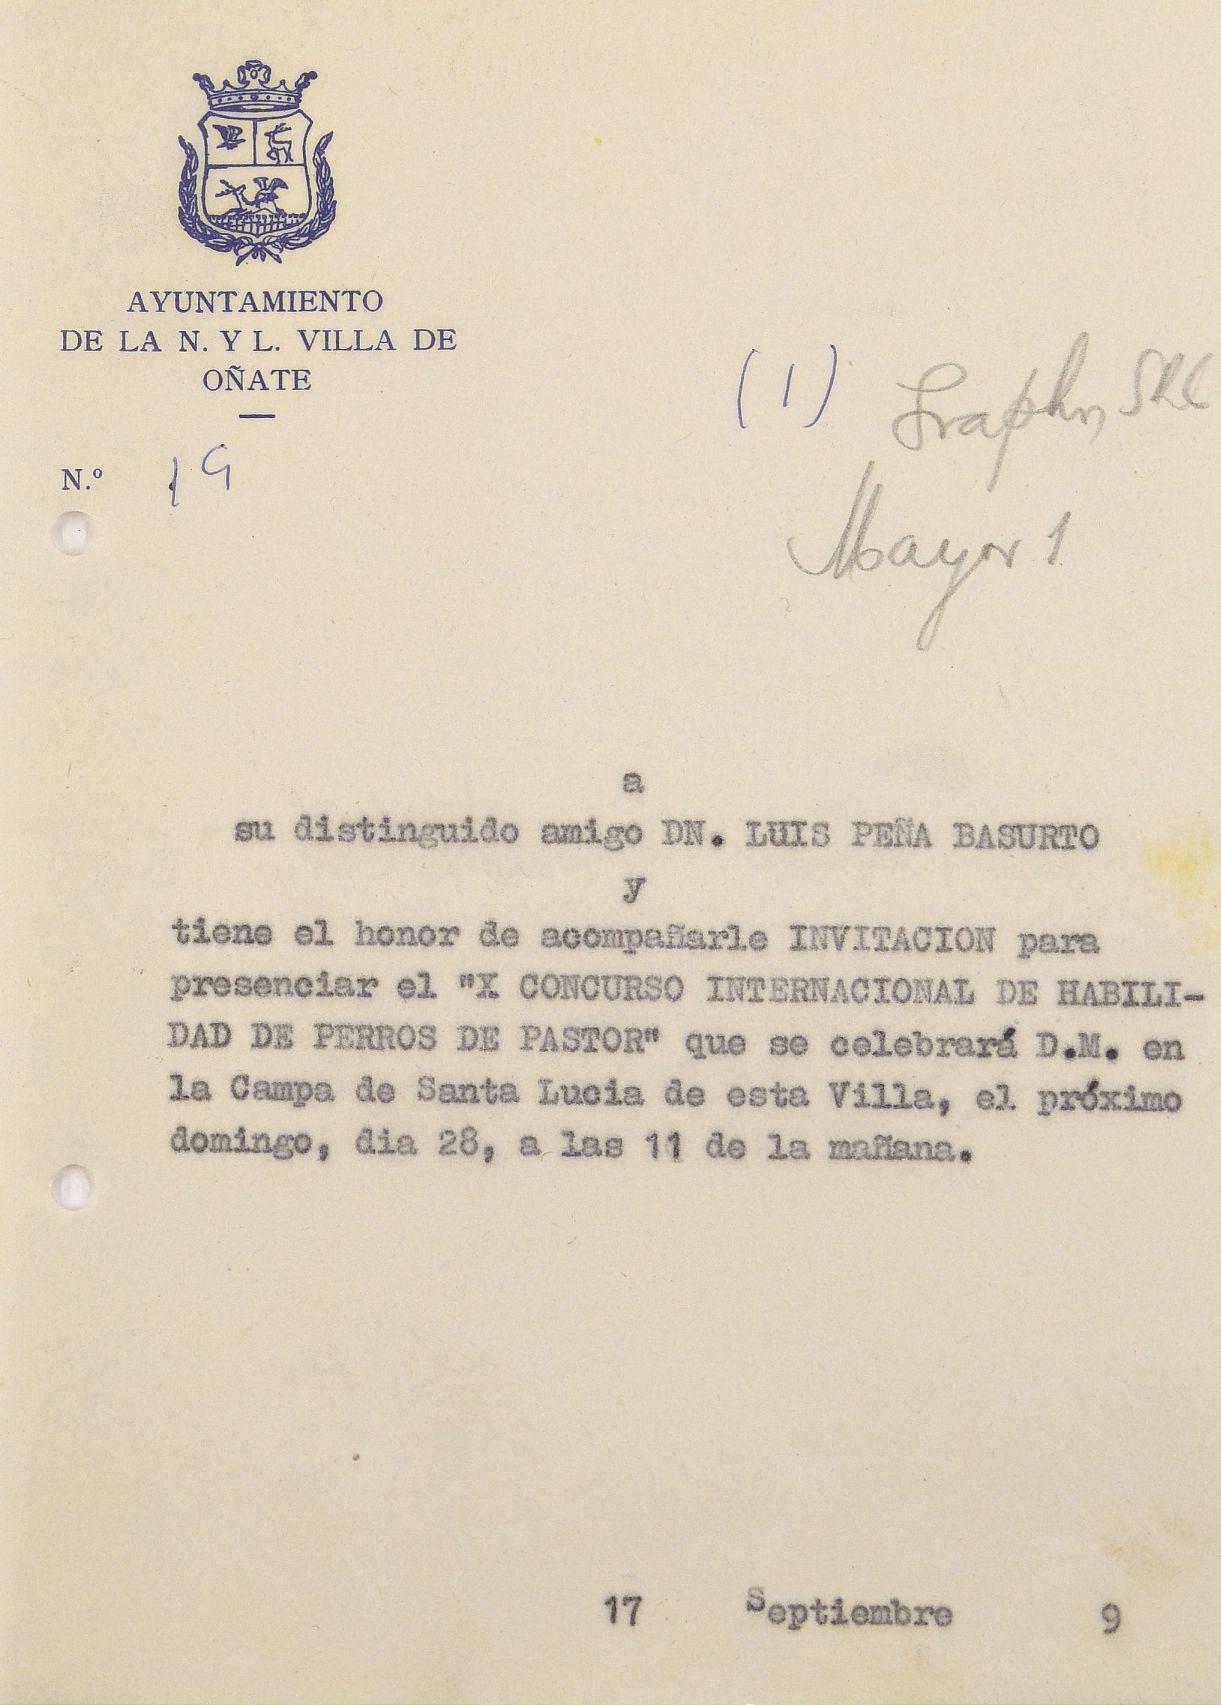 AYUNTAMIENTO
DE LA N. Y L. VILLA DE
OÑATE
N.º 19
(1)
Mayor 1
a
su distinguido amigo DN. LUIS PEÑA BASURTO
y
tiene el honor de acompañarle INVITACION para
presenciar el "X CONCURSO INTERNACIONAL DE HABILI-
DAD DE PERROS DE PASTOR" que se celebrará D.M. en
la Campa de Santa Lucia de esta Villa, el próximo
domingo, dia 28, a las 11 de la mañana.
17 Septiembre 9